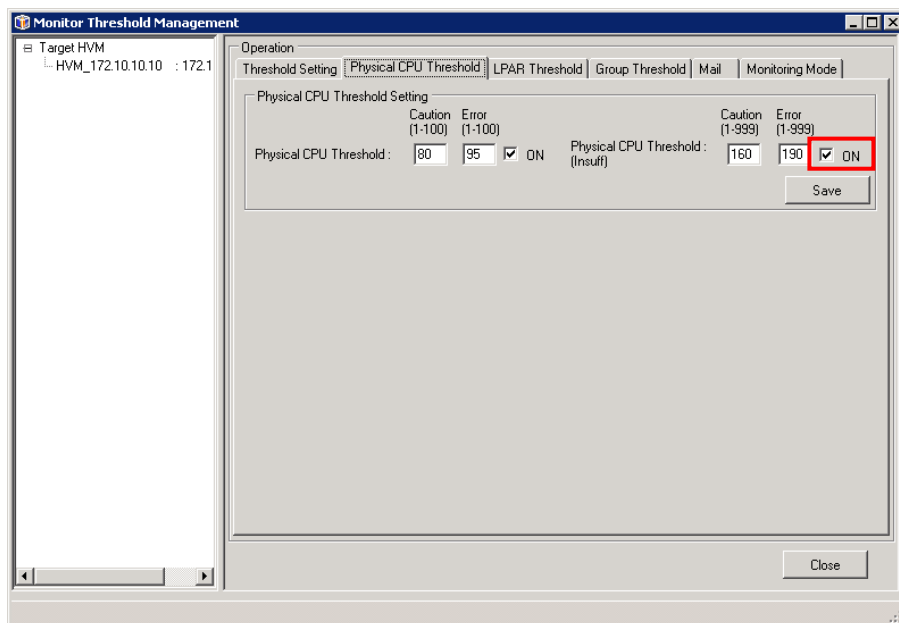 Monitor Threshold Management
Target HVM
HVM_172.10.10.10 : 172.1
Operation
Threshold Setting Physical CPU Threshold LPAR Threshold Group Threshold Mail Monitoring Mode
Physical CPU Threshold Setting
Caution Error Caution Error
(1-100) (1-100) (1-999) (1-999)
Physical CPU Threshold : 80 95 ON Physical CPU Threshold : 160 190 ON
(Insuff)
Save
Close